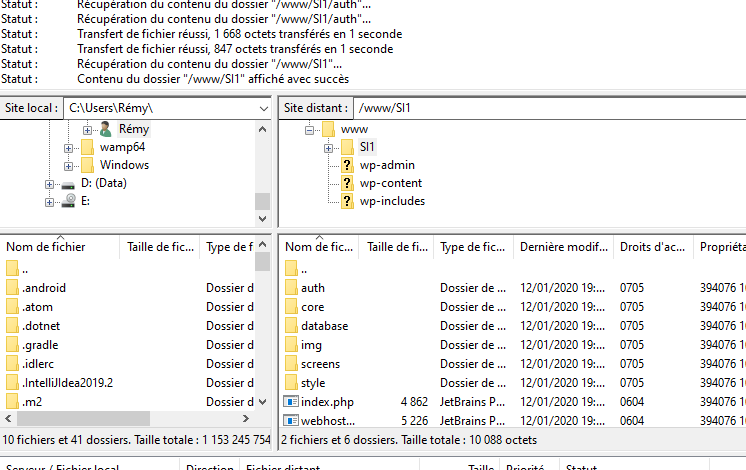 Statut : Récupération du contenu du dossier "/www/SI1/auth"...
Statut : Récupération du contenu du dossier "/www/SI1/auth"...
Statut : Transfert de fichier réussi, 1 668 octets transférés en 1 seconde
Statut : Transfert de fichier réussi, 847 octets transférés en 1 seconde
Statut : Récupération du contenu du dossier "/www/SI1"...
Statut : Contenu du dossier "/www/SI1" affiché avec succès
Site local : C:\Users\Rémy\
Rémy
wamp64
Windows
D: (Data)
E:
Site distant : /www/SI1
www
SI1
wp-admin
wp-content
wp-includes
Nom de fichier Taille de fic... Type de f
..
.android Dossier d
.atom Dossier d
.dotnet Dossier d
.gradle Dossier d
.idlerc Dossier d
.IntelliJIdea2019.2 Dossier d
.m2 Dossier d
10 fichiers et 41 dossiers. Taille totale : 1 153 245 754
Nom de fic... Taille de fi... Type de fic... Dernière modif... Droits d'ac... Propriéta
..
auth Dossier de ... 12/01/2020 19:... 0705 394076 10
core Dossier de ... 12/01/2020 19:... 0705 394076 10
database Dossier de ... 12/01/2020 19:... 0705 394076 10
img Dossier de ... 12/01/2020 19:... 0705 394076 10
screens Dossier de ... 12/01/2020 19:... 0705 394076 10
style Dossier de ... 12/01/2020 19:... 0705 394076 10
index.php 4 862 JetBrains P... 12/01/2020 19:... 0604 394076 10
webhost... 5 226 JetBrains P... 12/01/2020 19:... 0604 394076 10
2 fichiers et 6 dossiers. Taille totale : 10 088 octets
Serveur / Fichier local Direction Fichier distant Taille Priorité Statut